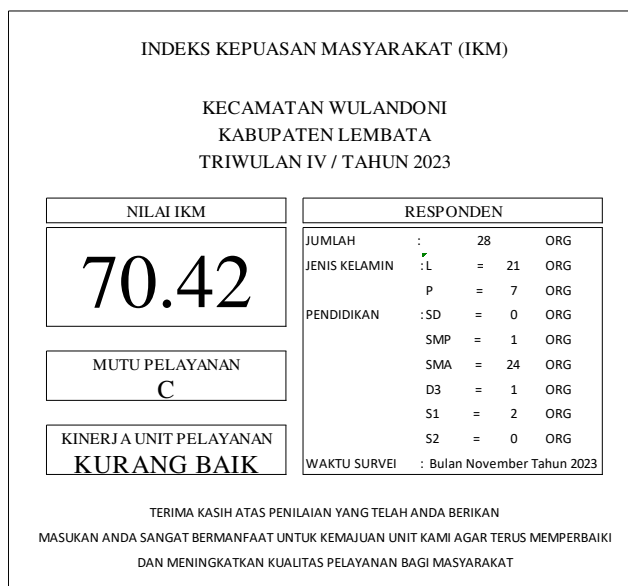 INDEKS KEPUASAN MASYARAKAT (IKM)
KECAMATAN WULANDONI
KABUPATEN LEMBATA
TRIWULAN IV / TAHUN 2023
NILAI IKM
70.42
MUTU PELAYANAN
C
KINERJA UNIT PELAYANAN
KURANG BAIK
RESPONDEN
JUMLAH : 28 ORG
JENIS KELAMIN : L = 21 ORG
P = 7 ORG
PENDIDIKAN : SD = 0 ORG
SMP = 1 ORG
SMA = 24 ORG
D3 = 1 ORG
S1 = 2 ORG
S2 = 0 ORG
WAKTU SURVEI : Bulan November Tahun 2023
TERIMA KASIH ATAS PENILAIAN YANG TELAH ANDA BERIKAN
MASUKAN ANDA SANGAT BERMANFAAT UNTUK KEMAJUAN UNIT KAMI AGAR TERUS MEMPERBAIKI
DAN MENINGKATKAN KUALITAS PELAYANAN BAGI MASYARAKAT